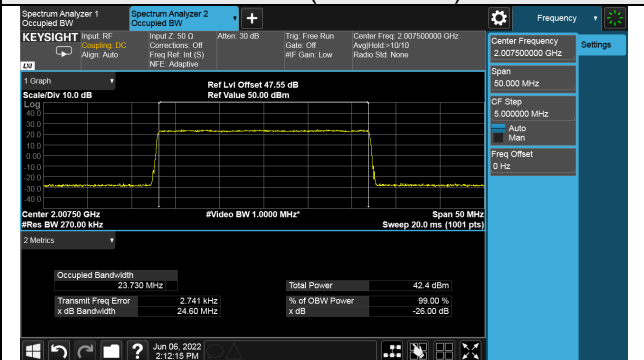 Spectrum Analyzer 1
Occupied BW
Spectrum Analyzer 2
Occupied BW
Frequency
KEYSIGHT
Input: RF
Coupling: DC
Align: Auto
Input Z: 50 Ω
Corrections: Off
Freq Ref: Int (S)
NFE: Adaptive
Atten: 30 dB
Trig: Free Run
Gate: Off
#IF Gain: Low
Center Freq: 2.007500000 GHz
Avg|Hold:>10/10
Radio Std: None
Center Frequency
2.007500000 GHz
Settings
Span
50.000 MHz
CF Step
5.000000 MHz
Auto
Man
Freq Offset
0 Hz
1 Graph
Scale/Div 10.0 dB
Ref Lvl Offset 47.55 dB
Ref Value 50.00 dBm
Log
40.0
30.0
20.0
10.0
0.00
-10.0
-20.0
-30.0
-40.0
Center 2.00750 GHz
#Res BW 270.00 kHz
#Video BW 1.0000 MHz*
Span 50 MHz
Sweep 20.0 ms (1001 pts)
2 Metrics
Occupied Bandwidth
23.730 MHz
Total Power 42.4 dBm
Transmit Freq Error 2.741 kHz
% of OBW Power 99.00 %
x dB Bandwidth 24.60 MHz
x dB -26.00 dB
?
Jun 06, 2022
2:12:15 PM